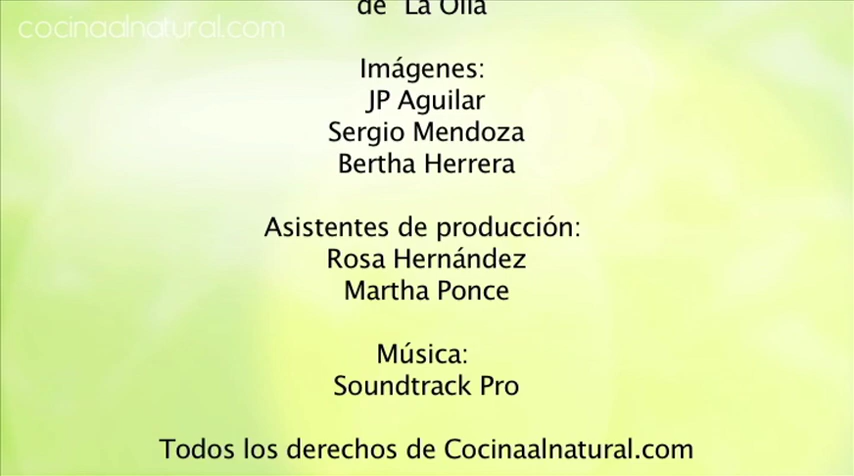 cocinaalnatural.com
de "La Olla"
Imágenes:
JP Aguilar
Sergio Mendoza
Bertha Herrera
Asistentes de producción:
Rosa Hernández
Martha Ponce
Música:
Soundtrack Pro
Todos los derechos de Cocinaalnatural.com